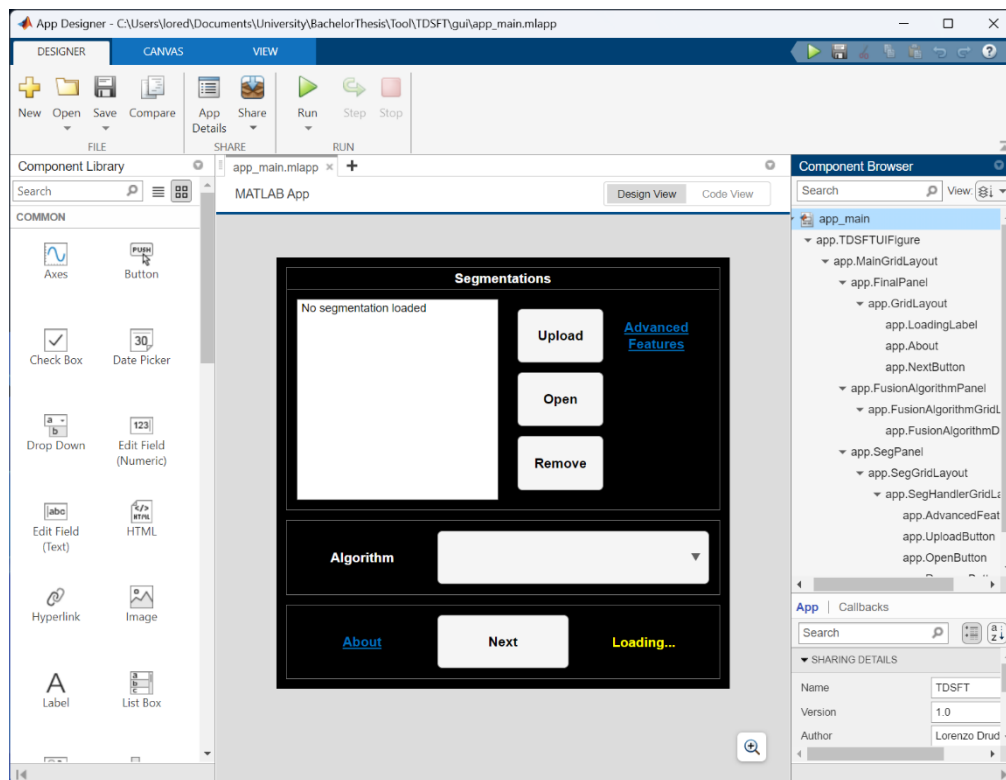 App Designer - C:\Users\lored\Documents\University\BachelorThesis\Tool\TDSFT\gui\app_main.mlapp
DESIGNER CANVAS VIEW
New Open Save Compare App Details Share Run Step Stop
FILE SHARE RUN
Component Library
Search
COMMON
Axes
PUSH
Button
Check Box
30
Date Picker
a
b
Drop Down
123
Edit Field
(Numeric)
abc
Edit Field
(Text)
</>
HTML
HTML
Hyperlink
Image
A
Label
a
b
c
List Box
app_main.mlapp
MATLAB App
Design View Code View
Segmentations
No segmentation loaded
Upload
Advanced
Features
Open
Remove
Algorithm
About
Next
Loading...
Component Browser
Search
View:
app_main
app.TDSFTUIFigure
app.MainGridLayout
app.FinalPanel
app.GridLayout
app.LoadingLabel
app.About
app.NextButton
app.FusionAlgorithmPanel
app.FusionAlgorithmGridL
app.FusionAlgorithmD
app.SegPanel
app.SegGridLayout
app.SegHandlerGridLa
app.AdvancedFeat
app.UploadButton
app.OpenButton
App | Callbacks
Search
a
z
SHARING DETAILS
Name TDSFT
Version 1.0
Author Lorenzo Drud